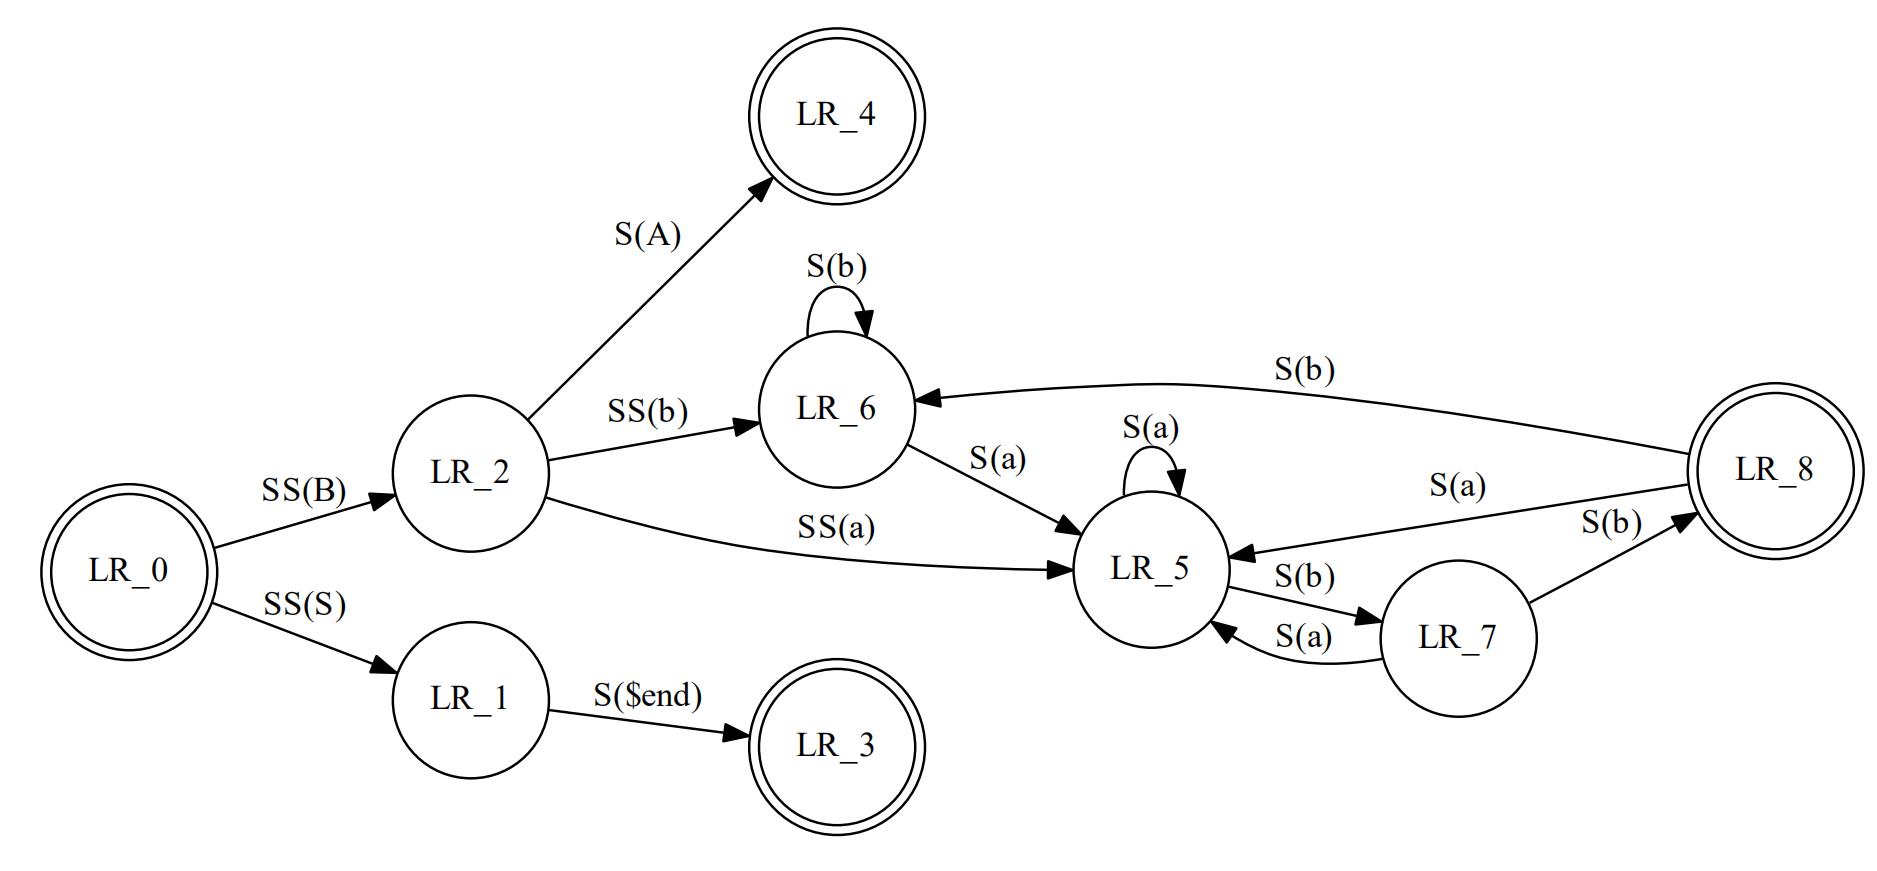 LR_4
S(A)
S(b)
S(b)
SS(b)
LR_6
S(a)
S(a)
LR_8
LR_2
S(a)
SS(B)
S(b)
SS(a)
LR_0
LR_5
S(b)
SS(S)
S(a)
LR_7
LR_1
S($end)
LR_3